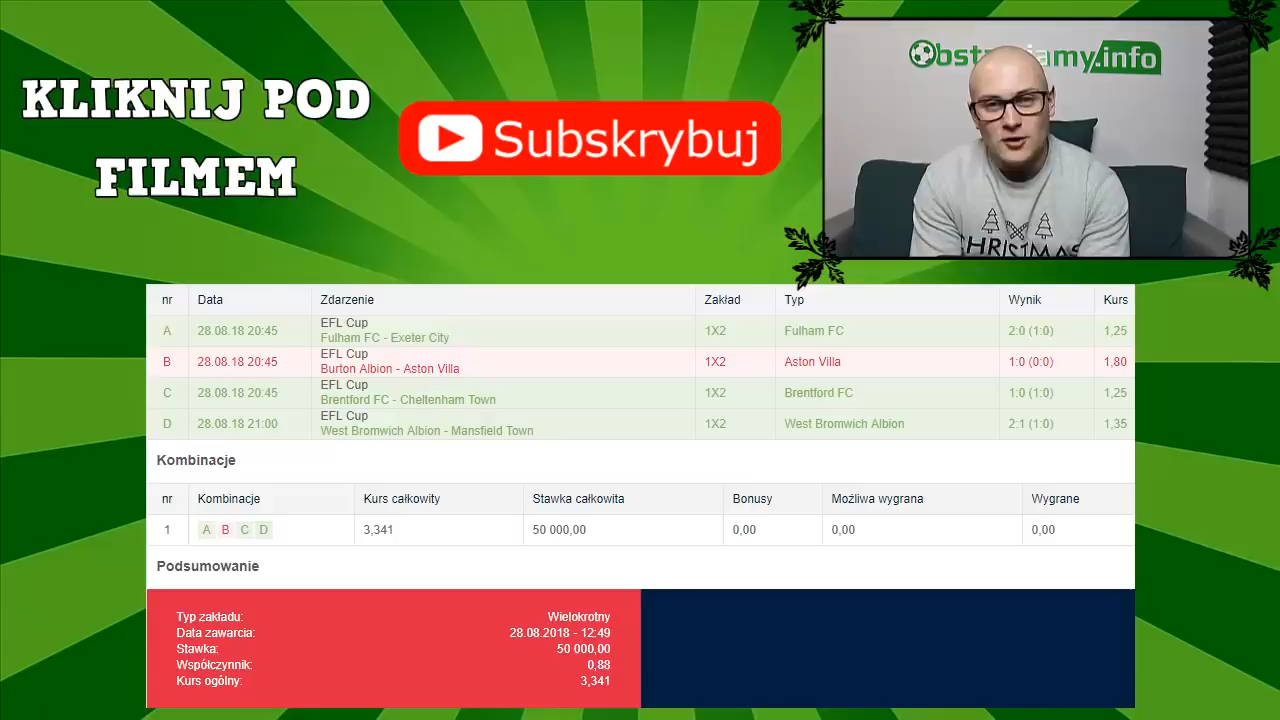 KLIKNIJ POD
FILMEM
Subskrybuj
Obsta amy.info
CHRISTMAS
nr Data Zdarzenie Zakład Typ Wynik Kurs
A 28.08.18 20:45 EFL Cup 1X2 Fulham FC 2:0 (1:0) 1,25
Fulham FC - Exeter City
B 28.08.18 20:45 EFL Cup 1X2 Aston Villa 1:0 (0:0) 1,80
Burton Albion - Aston Villa
C 28.08.18 20:45 EFL Cup 1X2 Brentford FC 1:0 (1:0) 1,25
Brentford FC - Cheltenham Town
D 28.08.18 21:00 EFL Cup 1X2 West Bromwich Albion 2:1 (1:0) 1,35
West Bromwich Albion - Mansfield Town
Kombinacje
nr Kombinacje Kurs całkowity Stawka całkowita Bonusy Możliwa wygrana Wygrane
1 A B C D 3,341 50 000,00 0,00 0,00 0,00
Podsumowanie
Typ zakładu: Wielokrotny
Data zawarcia: 28.08.2018 - 12:49
Stawka: 50 000,00
Współczynnik: 0,88
Kurs ogólny: 3,341